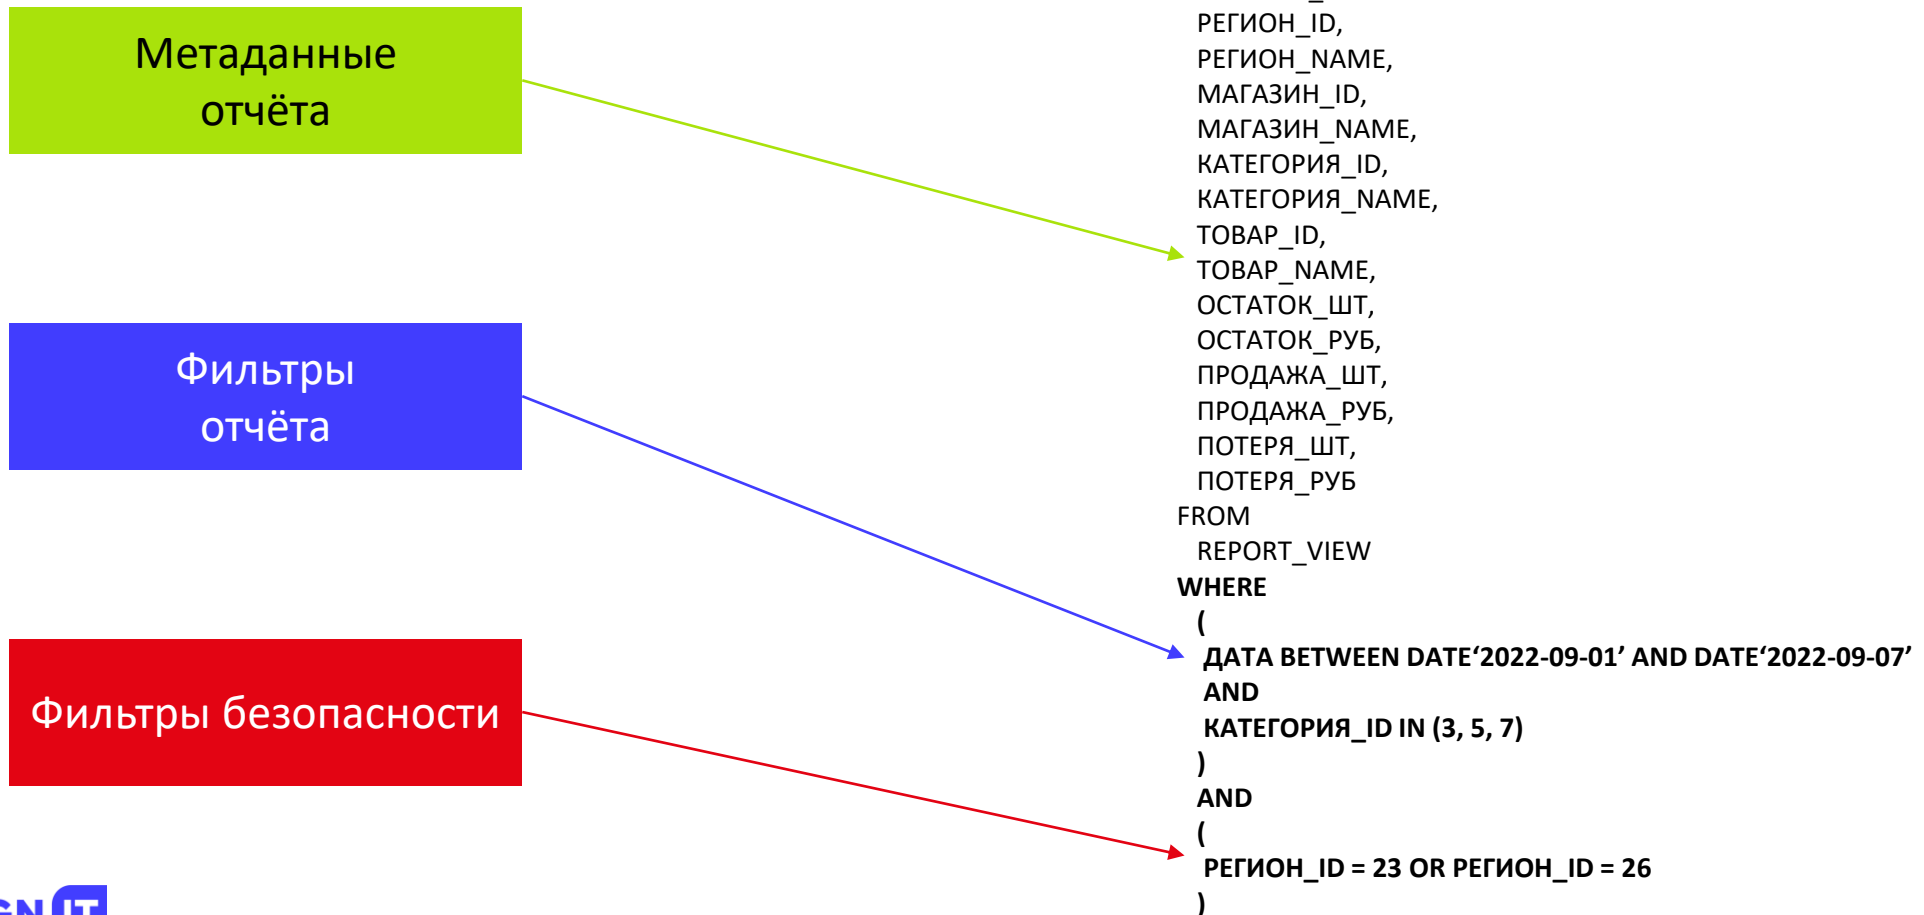 Метаданные
отчёта
Фильтры
отчёта
Фильтры безопасности
РЕГИОН_ID,
РЕГИОН_NAME,
МАГАЗИН_ID,
МАГАЗИН_NAME,
КАТЕГОРИЯ_ID,
КАТЕГОРИЯ_NAME,
ТОВАР_ID,
ТОВАР_NAME,
ОСТАТОК_ШТ,
ОСТАТОК_РУБ,
ПРОДАЖА_ШТ,
ПРОДАЖА_РУБ,
ПОТЕРЯ_ШТ,
ПОТЕРЯ_РУБ
FROM
REPORT_VIEW
WHERE
(
ДАТА BETWEEN DATE‘2022-09-01’ AND DATE‘2022-09-07’
AND
КАТЕГОРИЯ_ID IN (3, 5, 7)
)
AND
(
РЕГИОН_ID = 23 OR РЕГИОН_ID = 26
)